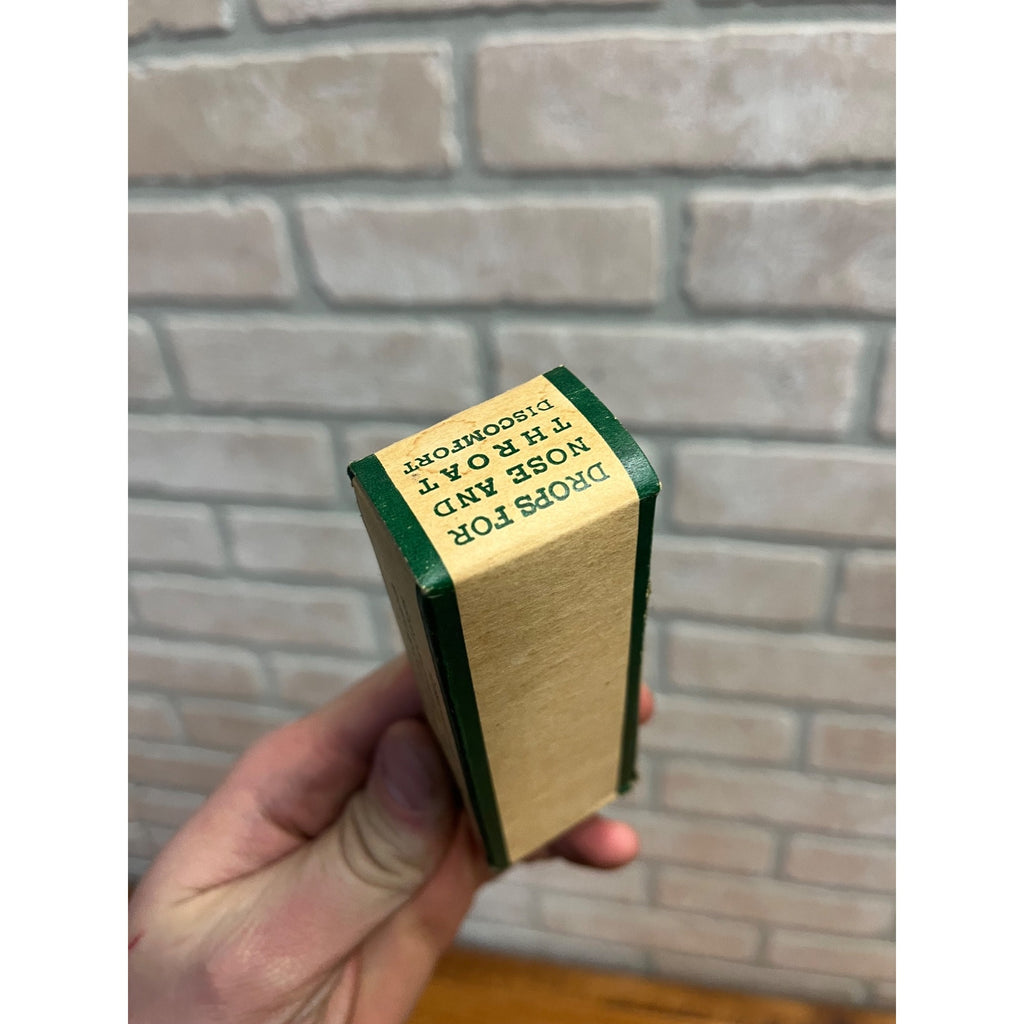 DROPS FOR
NOSE AND
THROAT
DISCOMFORT